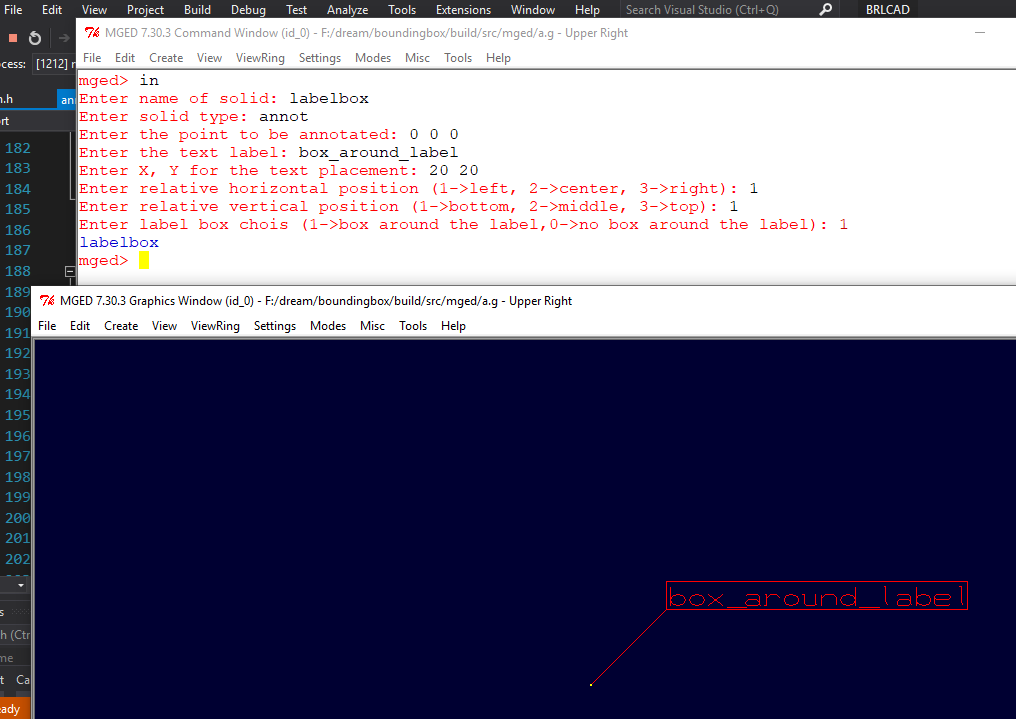 File Edit View Project Build Debug Test Analyze Tools Extensions Window Help Search Visual Studio (Ctrl+Q) BRLCAD
MGED 7.30.3 Command Window (id_0) - F:/dream/boundingbox/build/src/mged/a.g - Upper Right
cess: [1212]
File Edit Create View ViewRing Settings Modes Misc Tools Help
mged> in
Enter name of solid: labelbox
n.h an
Enter solid type: annot
rt
Enter the point to be annotated: 0 0 0
182
Enter the text label: box_around_label
183
Enter X, Y for the text placement: 20 20
184
Enter relative horizontal position (1->left, 2->center, 3->right): 1
185
Enter relative vertical position (1->bottom, 2->middle, 3->top): 1
186
Enter label box chois (1->box around the label,0->no box around the label): 1
187
labelbox
188
mged>
189
MGED 7.30.3 Graphics Window (id_0) - F:/dream/boundingbox/build/src/mged/a.g - Upper Right
190
File Edit Create View ViewRing Settings Modes Misc Tools Help
191
192
193
194
195
196
197
198
199
200
201
202
box_around_label
s
h (Ctr
me
t Ca
ady